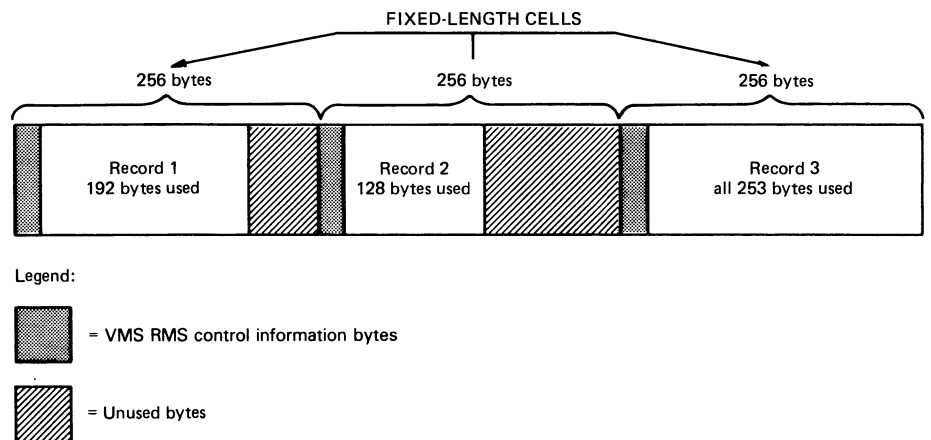 FIXED-LENGTH CELLS
256 bytes
256 bytes
256 bytes
Record 1
192 bytes used
Record 2
128 bytes used
Record 3
all 253 bytes used
Legend:
= VMS RMS control information bytes
= Unused bytes